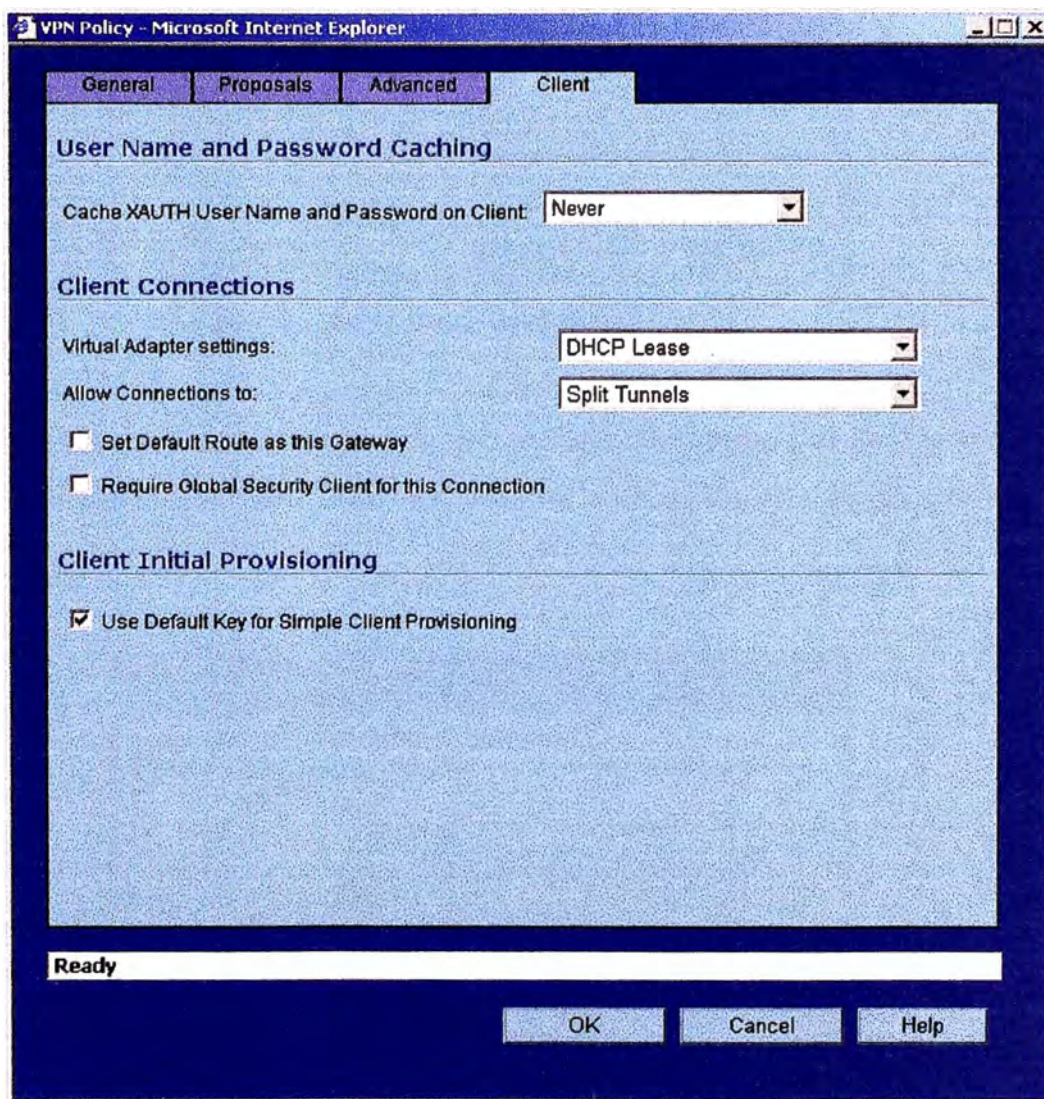 VPN Policy - Microsoft Internet Explorer
General Proposals Advanced Client
User Name and Password Caching
Cache XAUTH User Name and Password on Client: Never
Client Connections
Virtual Adapter settings: DHCP Lease
Allow Connections to: Split Tunnels
Set Default Route as this Gateway
Require Global Security Client for this Connection
Client Initial Provisioning
Use Default Key for Simple Client Provisioning
Ready
OK Cancel Help